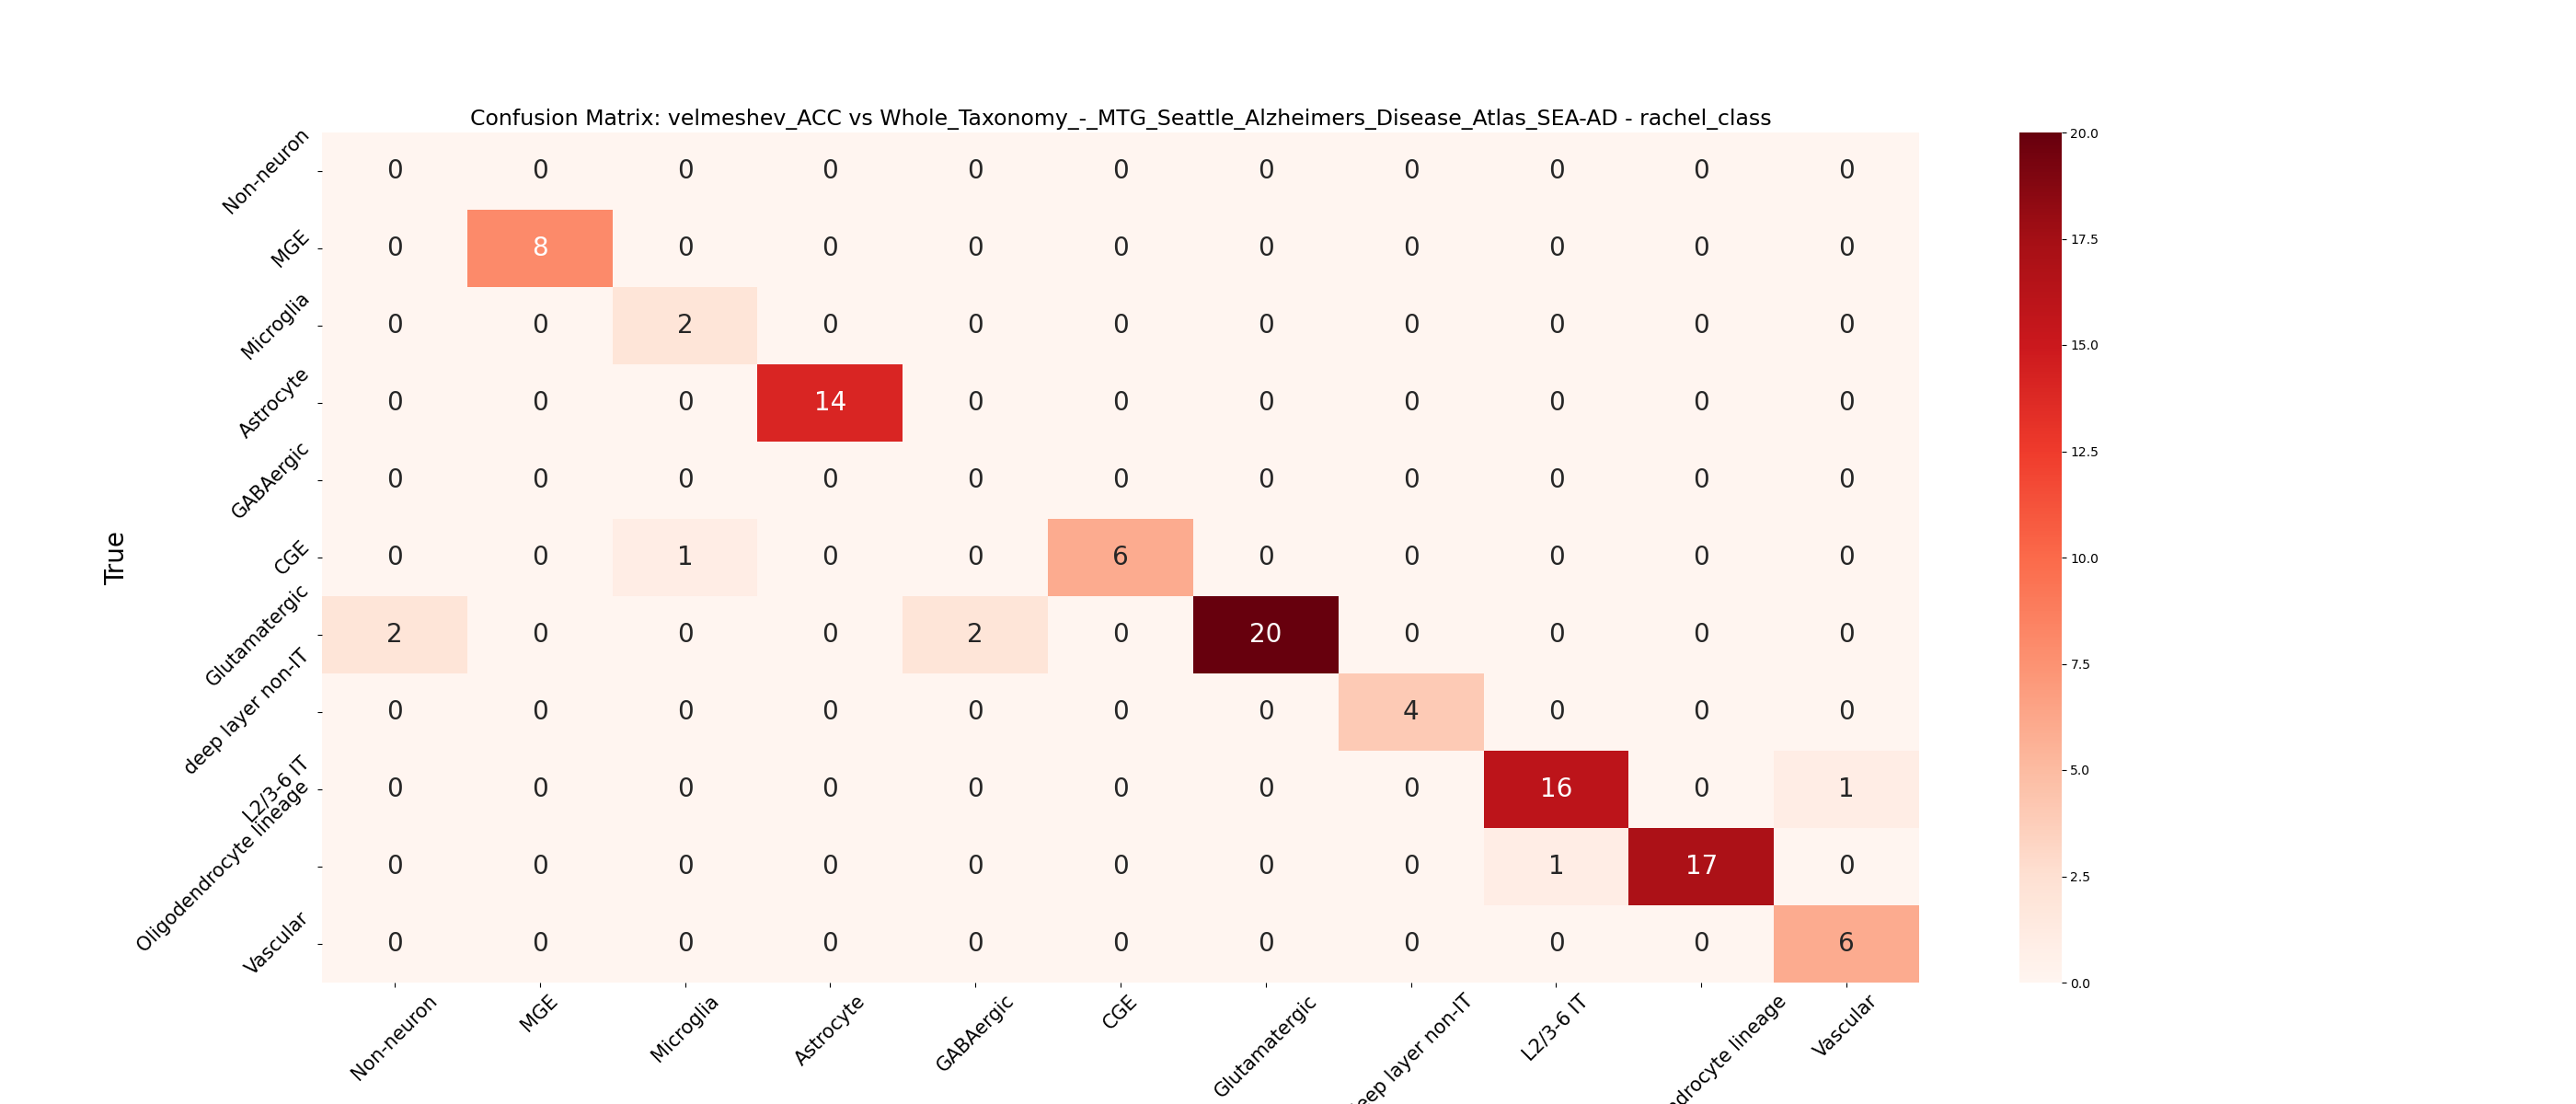 Confusion Matrix: velmeshev_ACC vs Whole_Taxonomy_-_MTG_Seattle_Alzheimers_Disease_Atlas_SEA-AD - rachel_class
True
Non-neuron 0 0 0 0 0 0 0 0 0 0 0
MGE 0 8 0 0 0 0 0 0 0 0 0
Microglia 0 0 2 0 0 0 0 0 0 0 0
Astrocyte 0 0 0 14 0 0 0 0 0 0 0
GABAergic 0 0 0 0 0 0 0 0 0 0 0
CGE 0 0 1 0 0 6 0 0 0 0 0
Glutamatergic 2 0 0 0 2 0 20 0 0 0 0
deep layer non-IT 0 0 0 0 0 0 0 4 0 0 0
L2/3-6 IT 0 0 0 0 0 0 0 0 16 0 1
Oligodendrocyte lineage 0 0 0 0 0 0 0 0 1 17 0
Vascular 0 0 0 0 0 0 0 0 0 0 6
Non-neuron MGE Microglia Astrocyte GABAergic CGE Glutamatergic eep layer non-IT L2/3-6 IT ndrocyte lineage Vascular
20.0
17.5
15.0
12.5
10.0
7.5
5.0
2.5
0.0